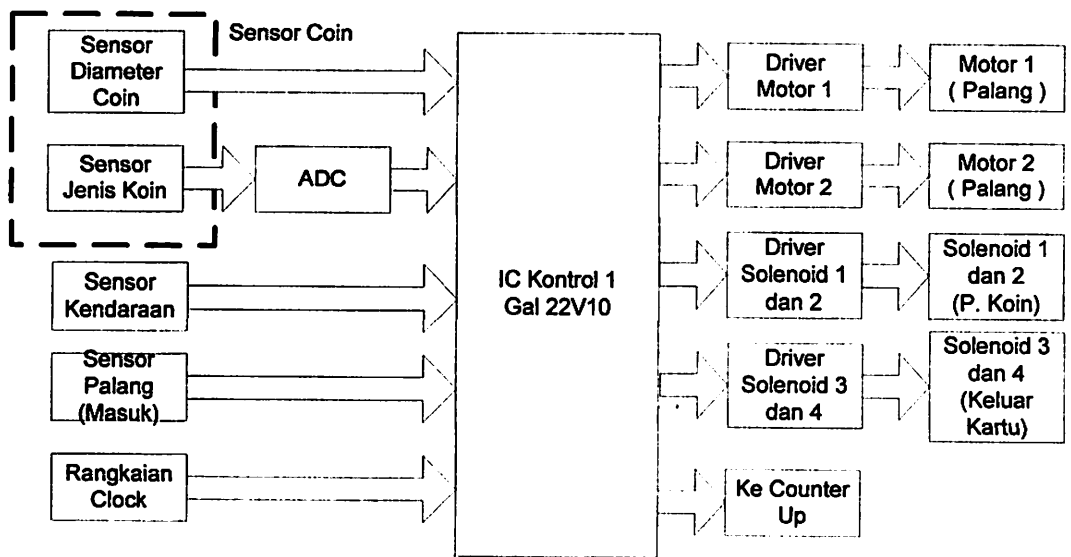 Sensor
Diameter
Coin
Sensor Coin
Sensor
Jenis Koin
ADC
Sensor
Kendaraan
Sensor
Palang
(Masuk)
Rangkaian
Clock
IC Kontrol 1
Gal 22V10
Driver
Motor 1
Motor 1
( Palang )
Driver
Motor 2
Motor 2
( Palang )
Driver
Solenoid 1
dan 2
Solenoid 1
dan 2
(P. Koin)
Driver
Solenoid 3
dan 4
Solenoid 3
dan 4
(Keluar
Kartu)
Ke Counter
Up